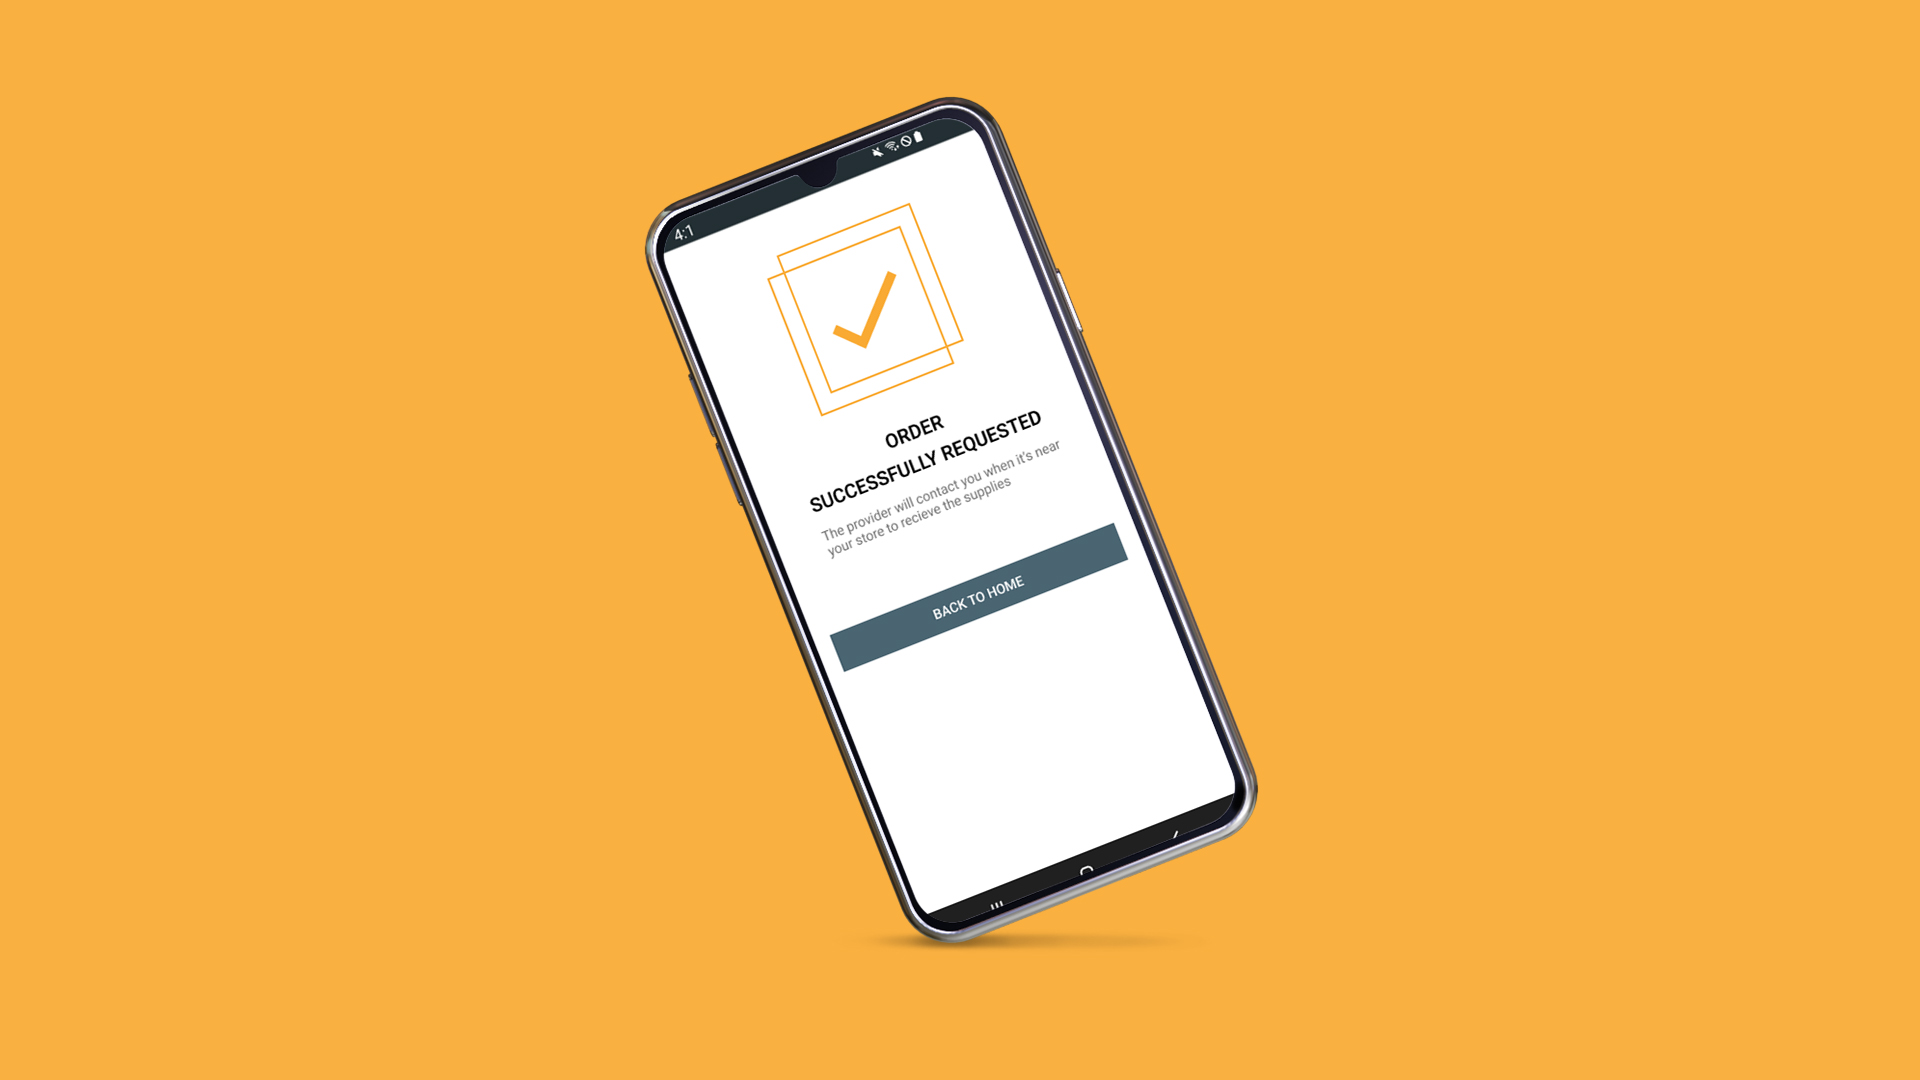 4:1
ORDER
SUCCESSFULLY REQUESTED
The provider will contact you when it's near
your store to recieve the supplies
BACK TO HOME